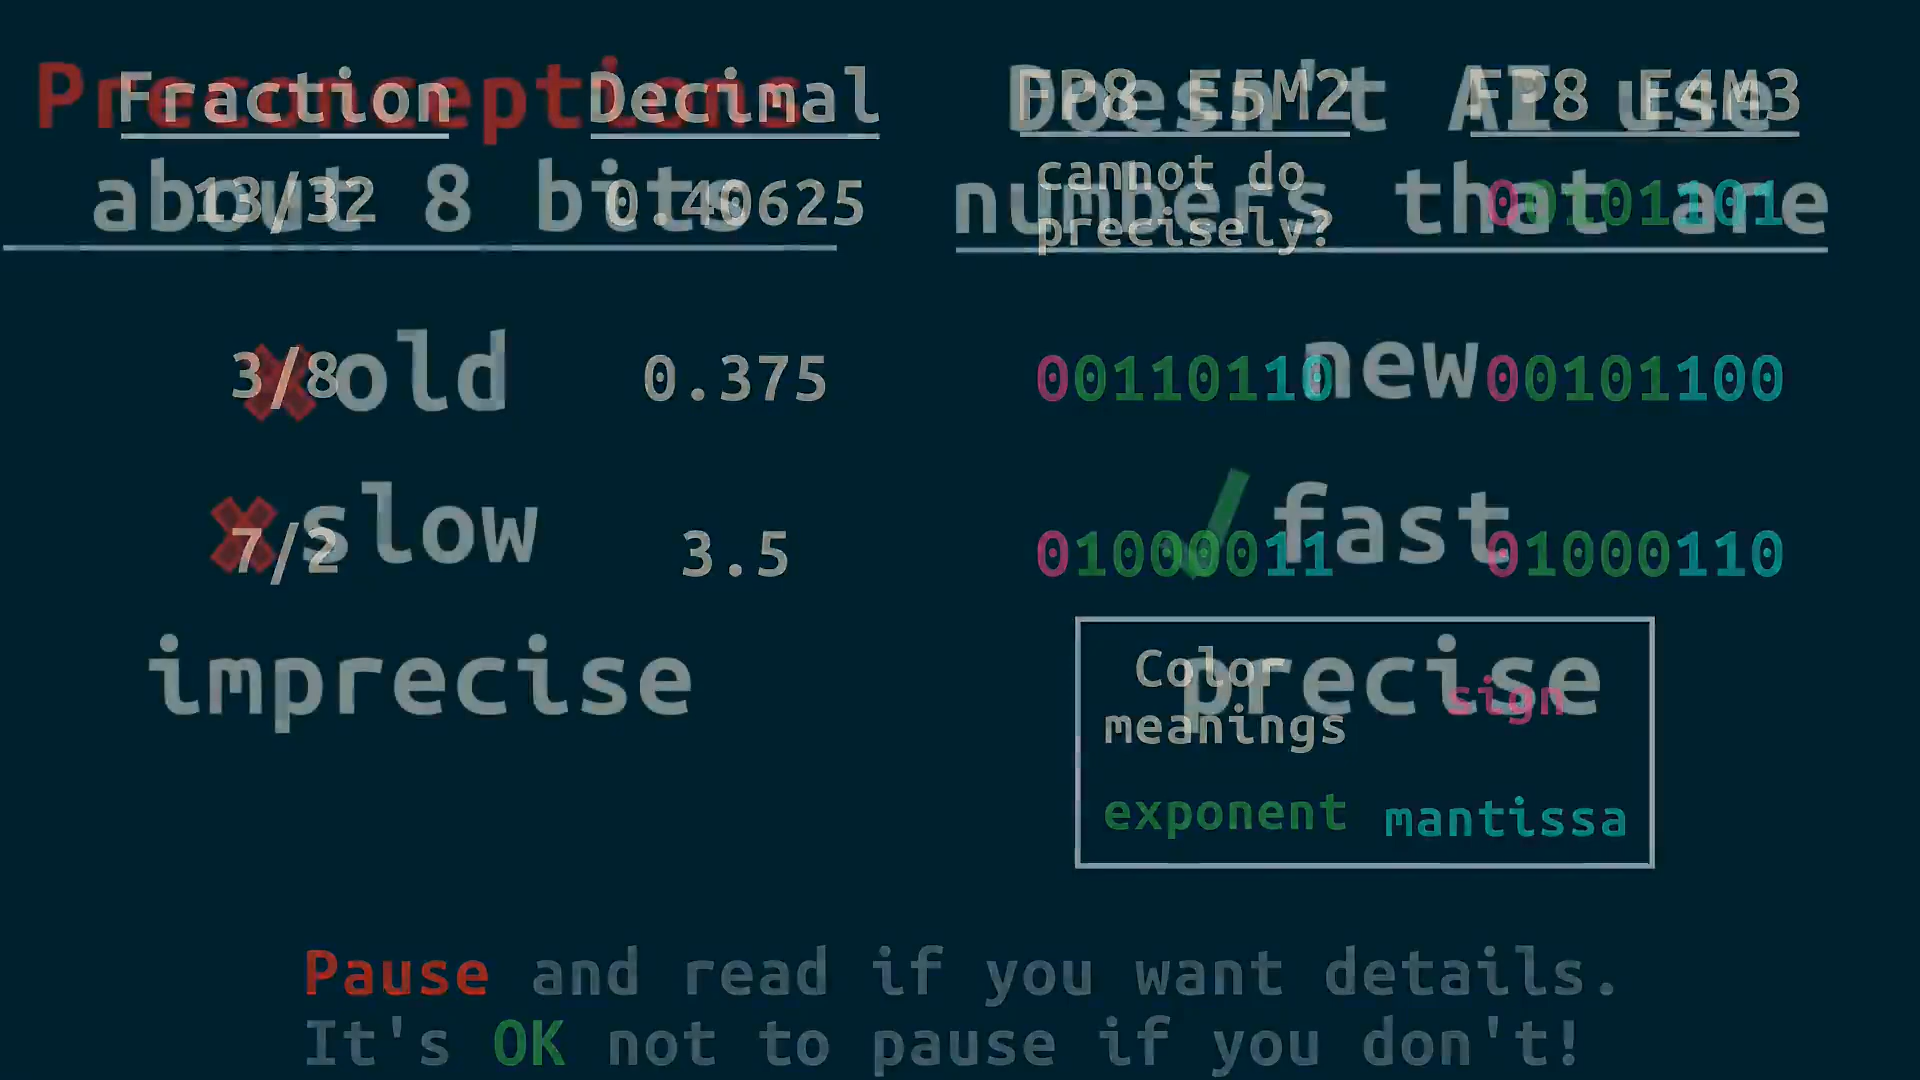 Preconceptions
about 8 bits
old
slow
imprecise
Doesn't AI use
numbers that are
new
fast
precise
Fraction Decimal FP8 E5M2 FP8 E4M3
13/32 0.40625 cannot do precisely? 00101101
3/8 0.375 00110110 00101100
7/2 3.5 01000011 01000110
Color meanings
sign
exponent mantissa
Pause and read if you want details.
It's OK not to pause if you don't!